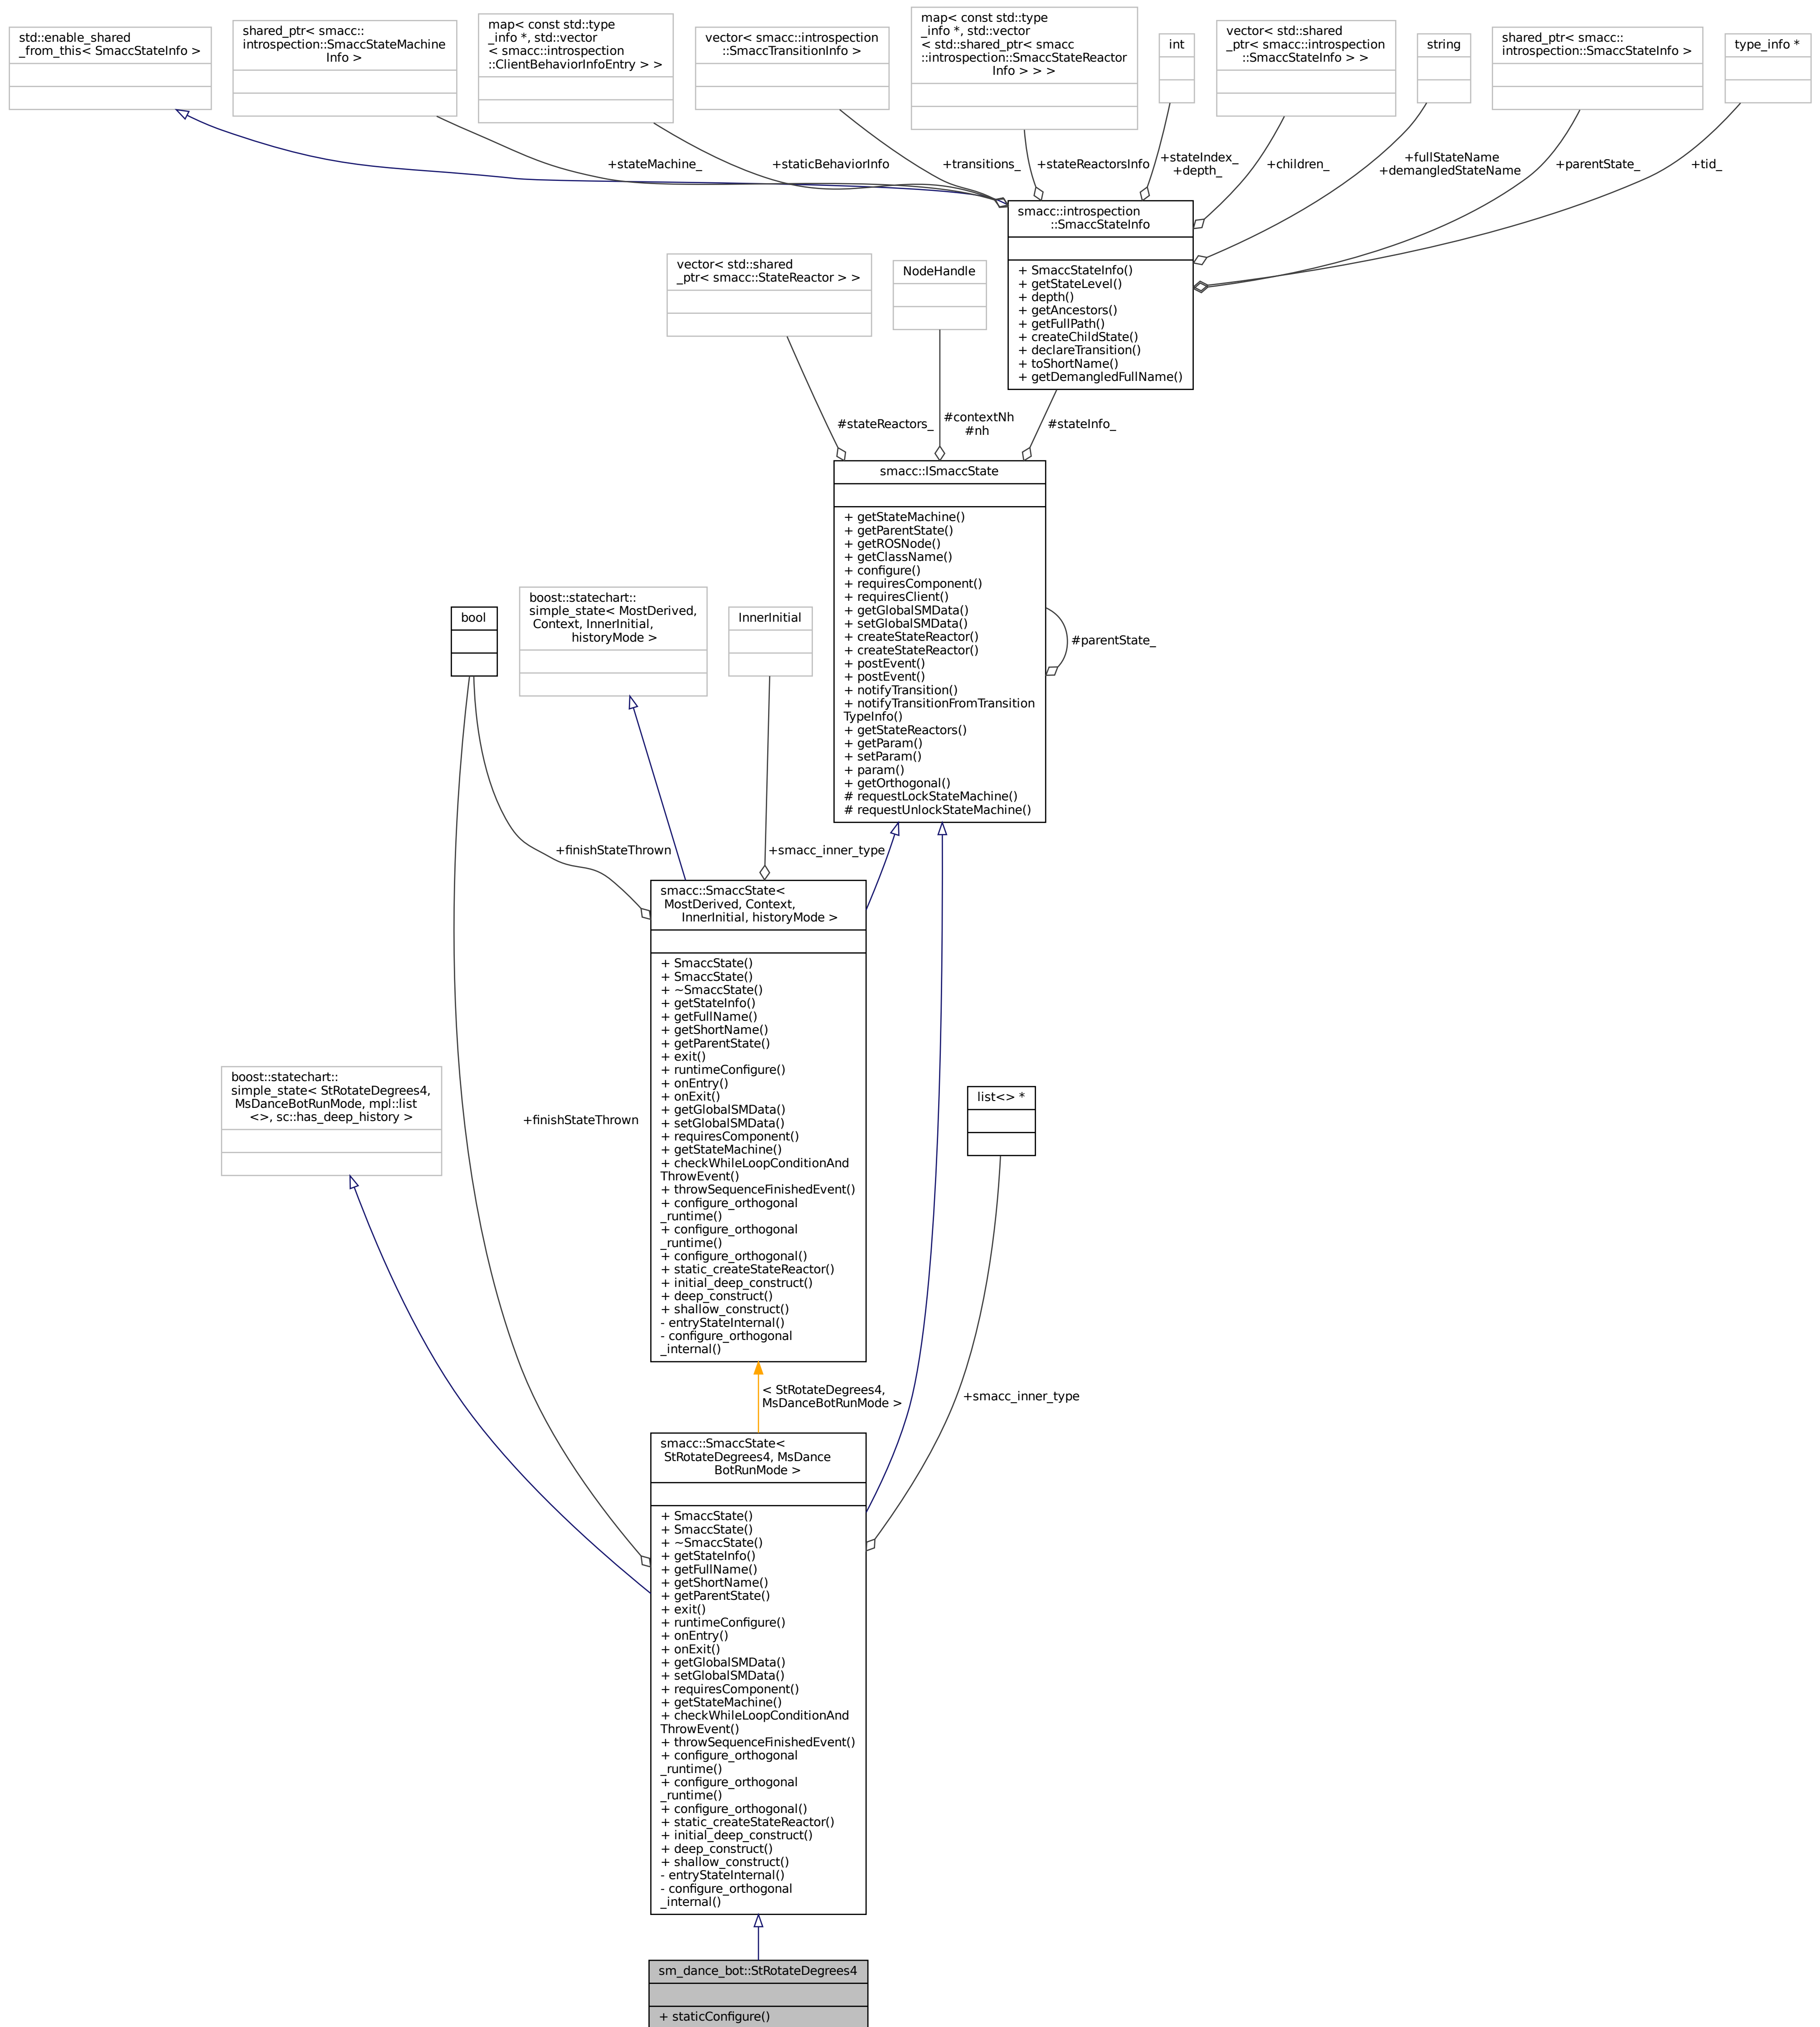 std::enable_shared
_from_this< SmaccStateInfo >
shared_ptr< smacc::
introspection::SmaccStateMachine
Info >
map< const std::type
_info *, std::vector
< smacc::introspection
::ClientBehaviorInfoEntry > >
vector< smacc::introspection
::SmaccTransitionInfo >
map< const std::type
_info *, std::vector
< std::shared_ptr< smacc
::introspection::SmaccStateReactor
Info > > >
int
vector< std::shared
_ptr< smacc::introspection
::SmaccStateInfo > >
string
shared_ptr< smacc::
introspection::SmaccStateInfo >
type_info *
+stateMachine_
+staticBehaviorInfo
+transitions_
+stateReactorsInfo
+stateIndex_
+depth_
+children_
+fullStateName
+demangledStateName
+parentState_
+tid_
smacc::introspection
::SmaccStateInfo
+ SmaccStateInfo()
+ getStateLevel()
+ depth()
+ getAncestors()
+ getFullPath()
+ createChildState()
+ declareTransition()
+ toShortName()
+ getDemangledFullName()
vector< std::shared
_ptr< smacc::StateReactor > >
NodeHandle
#stateReactors_
#contextNh
#nh
#stateInfo_
smacc::ISmaccState
+ getStateMachine()
+ getParentState()
+ getROSNode()
+ getClassName()
+ configure()
+ requiresComponent()
+ requiresClient()
+ getGlobalSMData()
+ setGlobalSMData()
+ createStateReactor()
+ createStateReactor()
+ postEvent()
+ postEvent()
+ notifyTransition()
+ notifyTransitionFromTransition
TypeInfo()
+ getStateReactors()
+ getParam()
+ setParam()
+ param()
+ getOrthogonal()
# requestLockStateMachine()
# requestUnlockStateMachine()
#parentState_
bool
boost::statechart::
simple_state< MostDerived,
Context, InnerInitial,
historyMode >
InnerInitial
+finishStateThrown
+smacc_inner_type
smacc::SmaccState<
MostDerived, Context,
InnerInitial, historyMode >
+ SmaccState()
+ SmaccState()
+ ~SmaccState()
+ getStateInfo()
+ getFullName()
+ getShortName()
+ getParentState()
+ exit()
+ runtimeConfigure()
+ onEntry()
+ onExit()
+ getGlobalSMData()
+ setGlobalSMData()
+ requiresComponent()
+ getStateMachine()
+ checkWhileLoopConditionAnd
ThrowEvent()
+ throwSequenceFinishedEvent()
+ configure_orthogonal
_runtime()
+ configure_orthogonal
_runtime()
+ configure_orthogonal()
+ static_createStateReactor()
+ initial_deep_construct()
+ deep_construct()
+ shallow_construct()
- entryStateInternal()
- configure_orthogonal
_internal()
boost::statechart::
simple_state< StRotateDegrees4,
MsDanceBotRunMode, mpl::list
<>, sc::has_deep_history >
+finishStateThrown
list<> *
< StRotateDegrees4,
MsDanceBotRunMode >
+smacc_inner_type
smacc::SmaccState<
StRotateDegrees4, MsDance
BotRunMode >
+ SmaccState()
+ SmaccState()
+ ~SmaccState()
+ getStateInfo()
+ getFullName()
+ getShortName()
+ getParentState()
+ exit()
+ runtimeConfigure()
+ onEntry()
+ onExit()
+ getGlobalSMData()
+ setGlobalSMData()
+ requiresComponent()
+ getStateMachine()
+ checkWhileLoopConditionAnd
ThrowEvent()
+ throwSequenceFinishedEvent()
+ configure_orthogonal
_runtime()
+ configure_orthogonal
_runtime()
+ configure_orthogonal()
+ static_createStateReactor()
+ initial_deep_construct()
+ deep_construct()
+ shallow_construct()
- entryStateInternal()
- configure_orthogonal
_internal()
sm_dance_bot::StRotateDegrees4
+ staticConfigure()